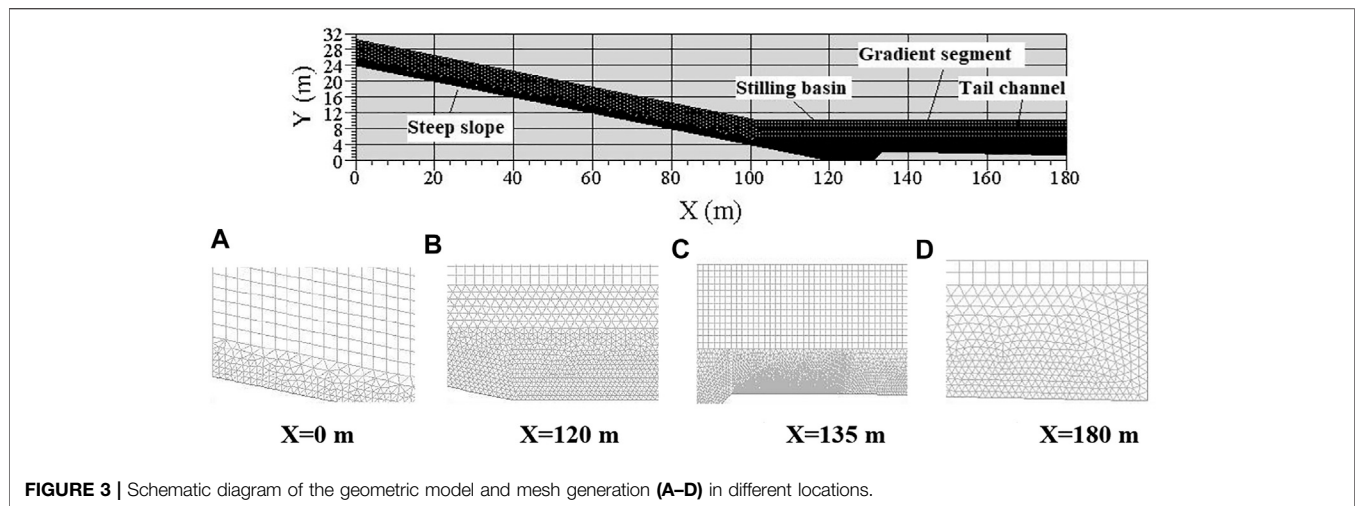 32
28
24
20
16
12
8
4
0
Y (m)
Gradient segment
Stilling basin
Tail channel
Steep slope
0 20 40 60 80 100 120 140 160 180
X (m)
A B C D
X=0 m X=120 m X=135 m X=180 m
FIGURE 3 | Schematic diagram of the geometric model and mesh generation (A–D) in different locations.